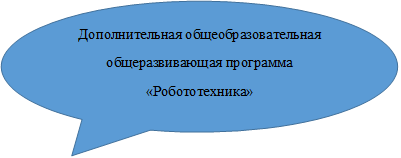 Дополнительная общеобразовательная
общеразвивающая программа
«Робототехника»